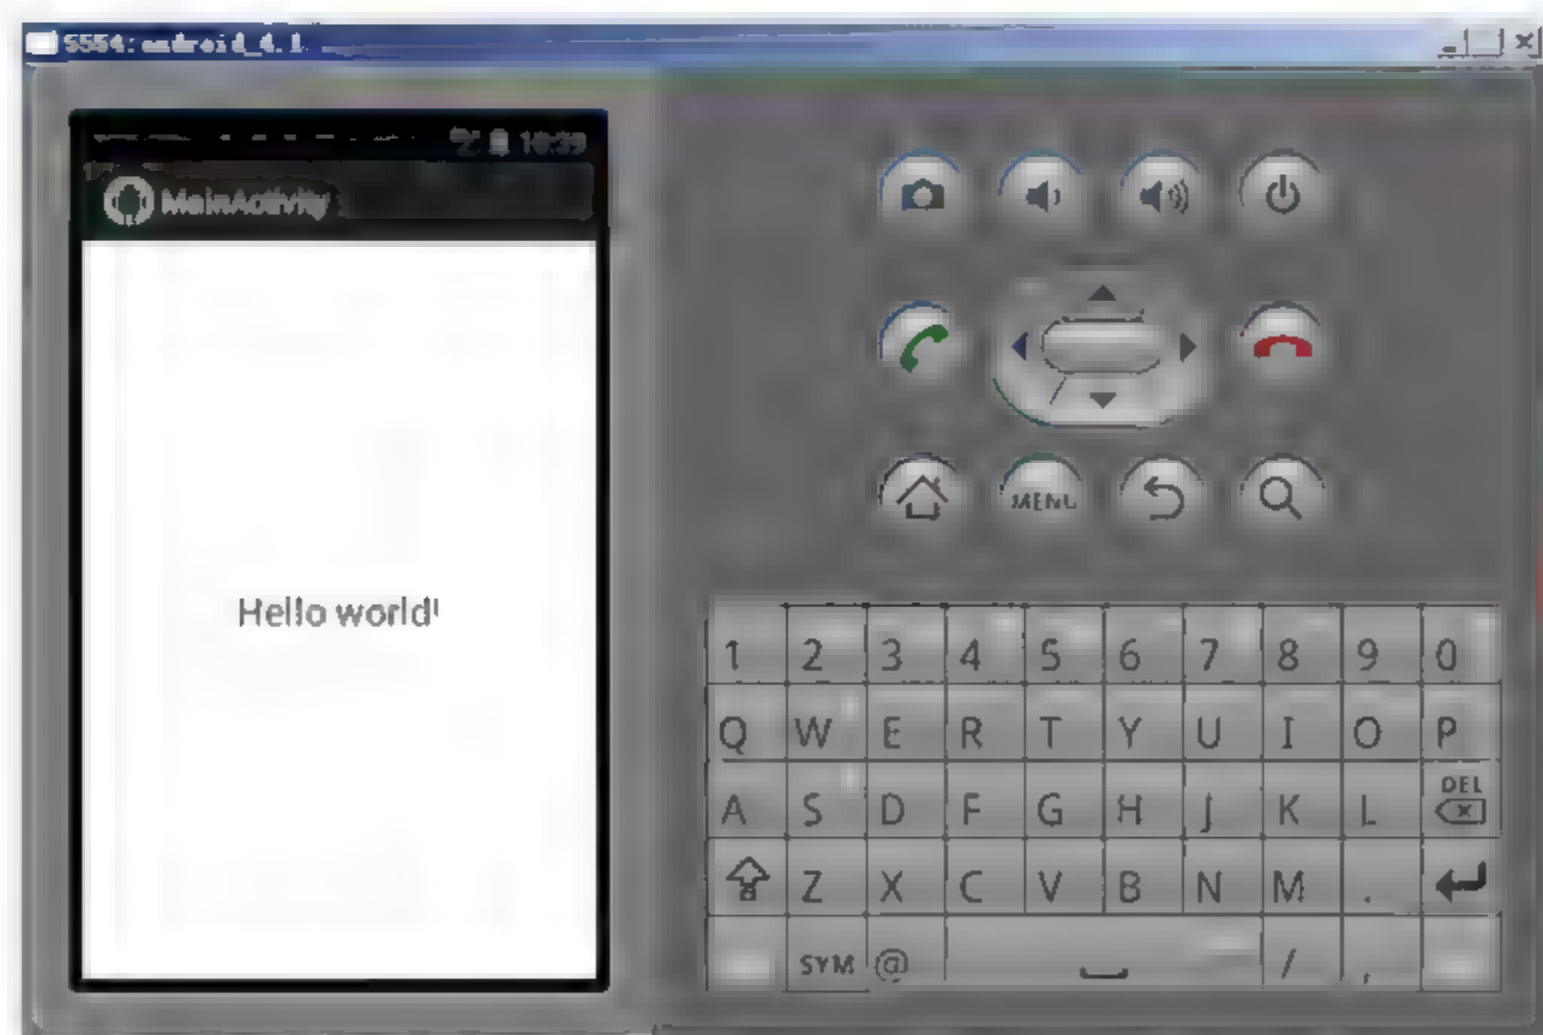 5554:android_4.1
10:39
MainActivity
Hello world!
MENU
1 2 3 4 5 6 7 8 9 0
Q W E R T Y U I O P
A S D F G H J K L DEL
Z X C V B N M .
SYM @ / ,